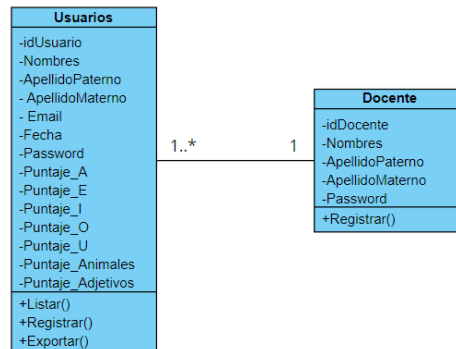 Usuarios
-idUsuario
-Nombres
-ApellidoPaterno
- ApellidoMaterno
- Email
-Fecha
-Password
-Puntaje_A
-Puntaje_E
-Puntaje_I
-Puntaje_O
-Puntaje_U
-Puntaje_Animales
-Puntaje_Adjetivos
+Listar()
+Registrar()
+Exportar()
1..*
1
Docente
-idDocente
-Nombres
-ApellidoPaterno
-ApellidoMaterno
-Password
+Registrar()